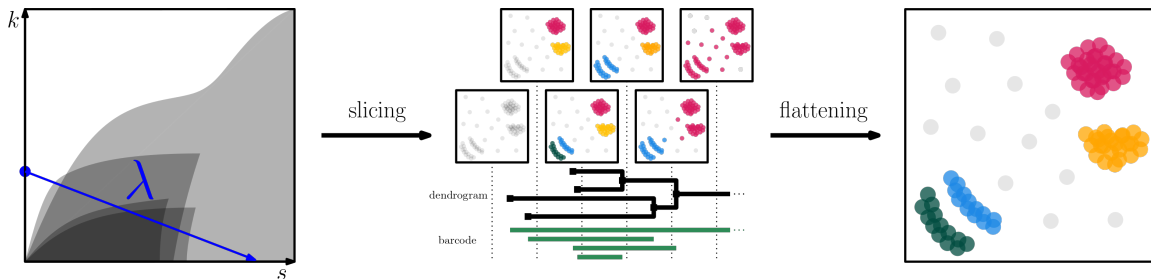 k
λ
s
slicing
dendrogram
...
barcode
...
flattening